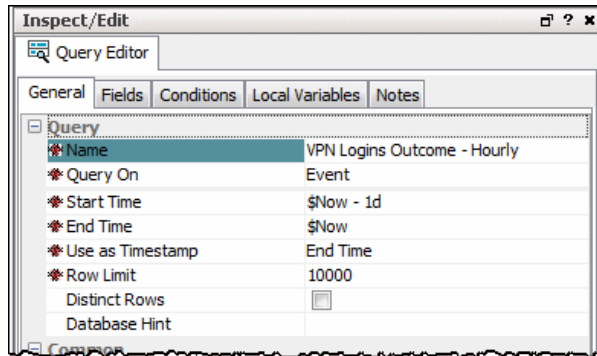 Inspect/Edit
Query Editor
General Fields Conditions Local Variables Notes
Query
Name VPN Logins Outcome - Hourly
Query On Event
Start Time $Now - 1d
End Time $Now
Use as Timestamp End Time
Row Limit 10000
Distinct Rows
Database Hint
Common